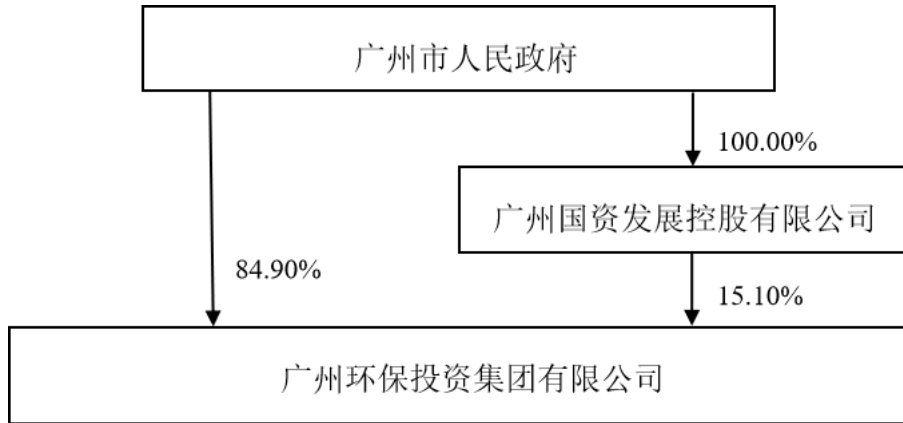 广州市人民政府
100.00%
广州国资发展控股有限公司
84.90%
15.10%
广州环保投资集团有限公司